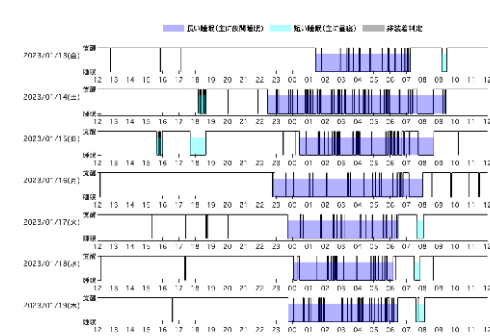 長い睡眠(主に夜間睡眠) 短い睡眠(主に昼寝) 非装着判定
2023/01/13(金) 覚醒
睡眠
12 13 14 15 16 17 18 19 20 21 22 23 00 01 02 03 04 05 06 07 08 09 10 11 12
2023/01/14(土) 覚醒
睡眠
12 13 14 15 16 17 18 19 20 21 22 23 00 01 02 03 04 05 06 07 08 09 10 11 12
2023/01/15(日) 覚醒
睡眠
12 13 14 15 16 17 18 19 20 21 22 23 00 01 02 03 04 05 06 07 08 09 10 11 12
2023/01/16(月) 覚醒
睡眠
12 13 14 15 16 17 18 19 20 21 22 23 00 01 02 03 04 05 06 07 08 09 10 11 12
2023/01/17(火) 覚醒
睡眠
12 13 14 15 16 17 18 19 20 21 22 23 00 01 02 03 04 05 06 07 08 09 10 11 12
2023/01/18(水) 覚醒
睡眠
12 13 14 15 16 17 18 19 20 21 22 23 00 01 02 03 04 05 06 07 08 09 10 11 12
2023/01/19(木) 覚醒
睡眠
12 13 14 15 16 17 18 19 20 21 22 23 00 01 02 03 04 05 06 07 08 09 10 11 12